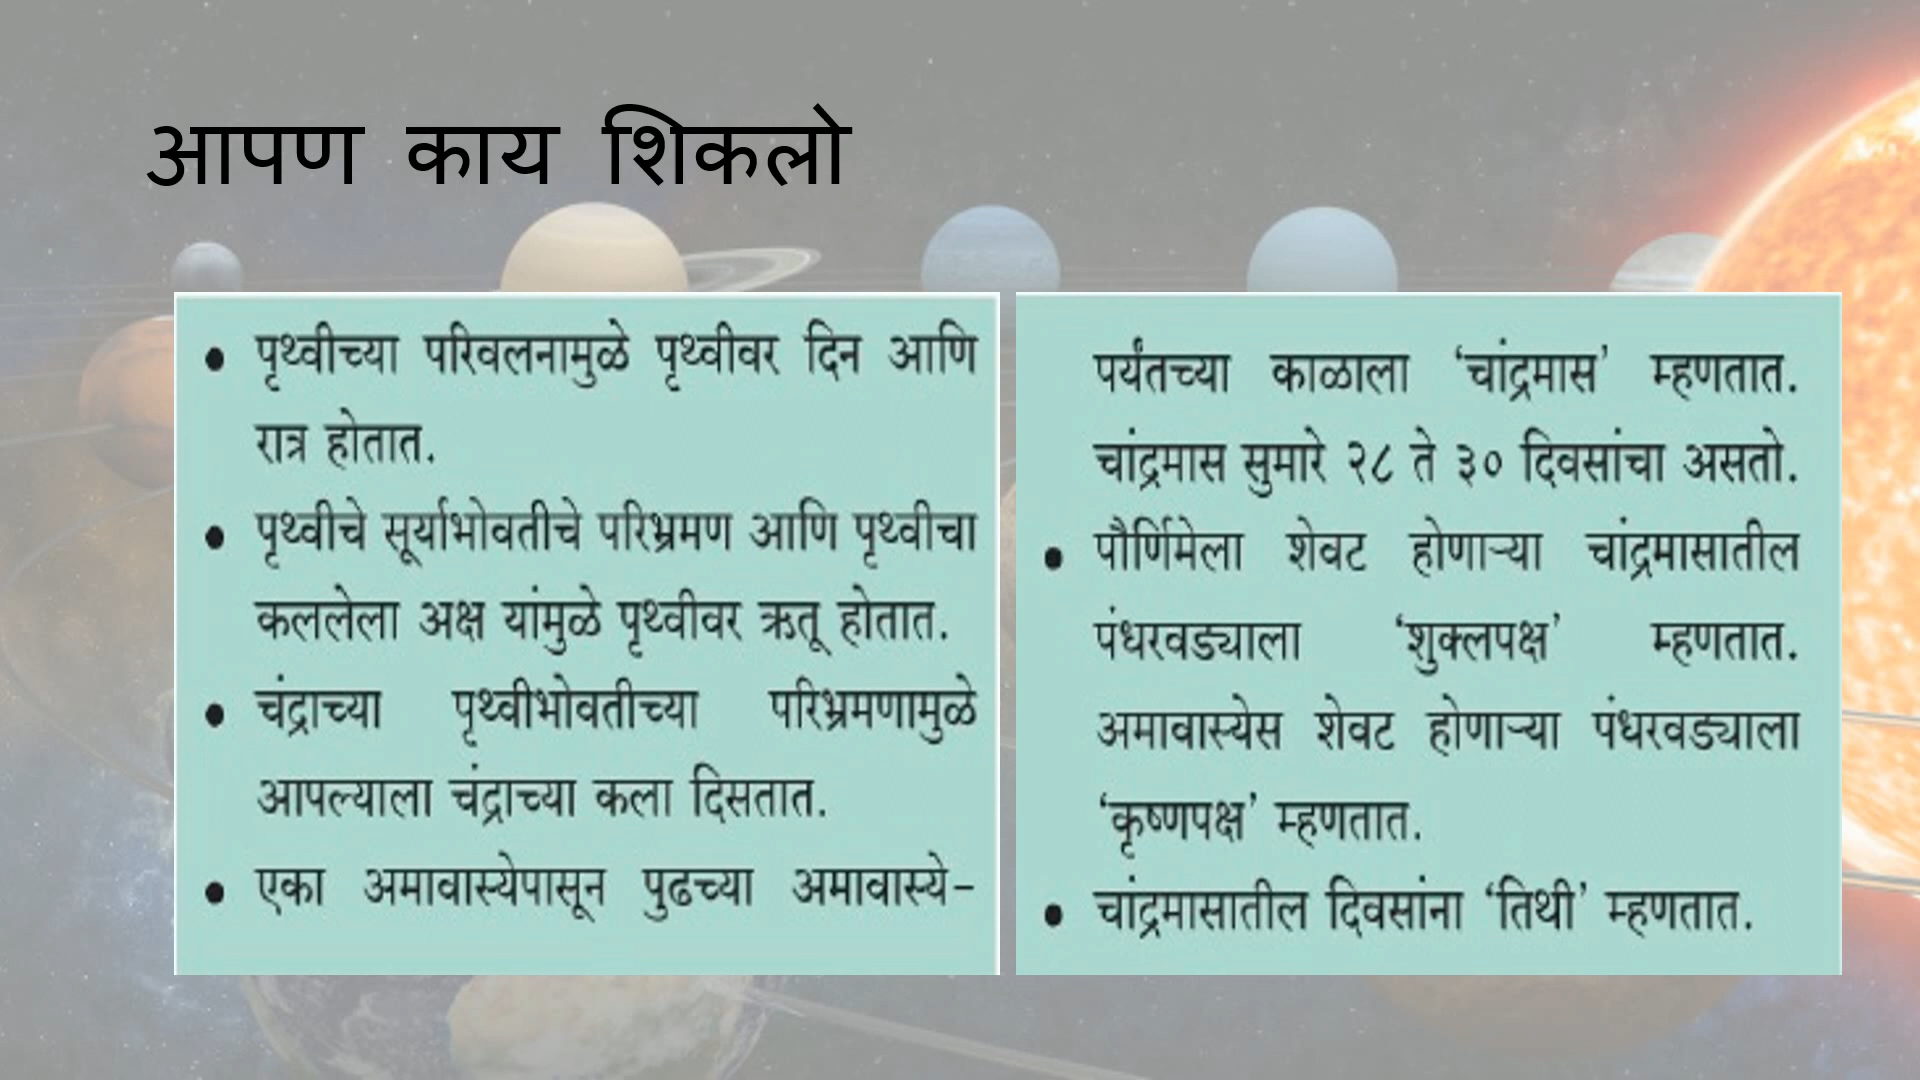 आपण काय शिकलो
• पृथ्वीच्या परिवलनामुळे पृथ्वीवर दिन आणि
रात्र होतात.
• पृथ्वीचे सूर्याभोवतीचे परिभ्रमण आणि पृथ्वीचा
कललेला अक्ष यांमुळे पृथ्वीवर ऋतू होतात.
• चंद्राच्या पृथ्वीभोवतीच्या परिभ्रमणामुळे
आपल्याला चंद्राच्या कला दिसतात.
• एका अमावास्येपासून पुढच्या अमावास्ये-
पर्यंतच्या काळाला ‘चांद्रमास’ म्हणतात.
चांद्रमास सुमारे २८ ते ३० दिवसांचा असतो.
• पौर्णिमेला शेवट होणाऱ्या चांद्रमासातील
पंधरवड्याला ‘शुक्लपक्ष’ म्हणतात.
अमावास्येस शेवट होणाऱ्या पंधरवड्याला
‘कृष्णपक्ष’ म्हणतात.
• चांद्रमासातील दिवसांना ‘तिथी’ म्हणतात.